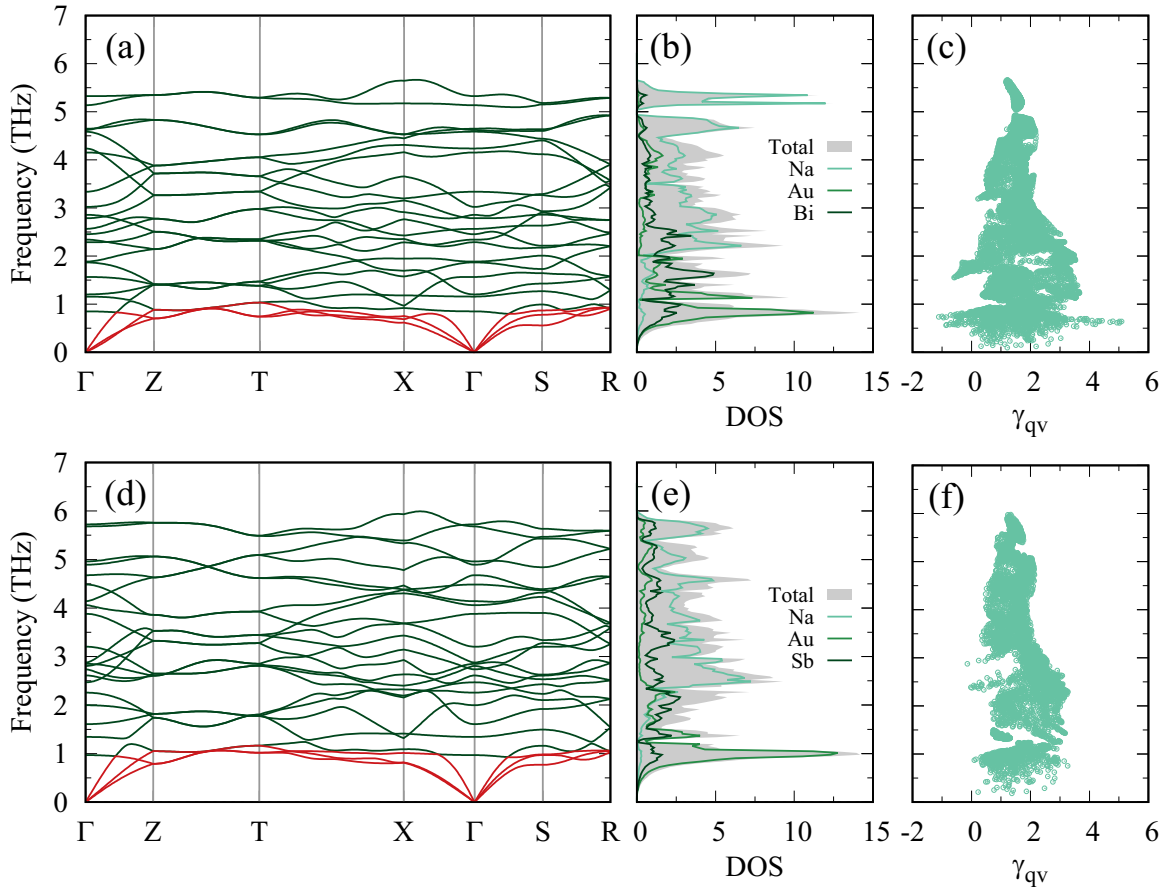 (a)
(b)
(c)
Frequency (THz)
7
6
5
4
3
2
1
0
Γ Z T X Γ S R
Total
Na
Au
Bi
0 5 10 15
DOS
-2 0 2 4 6
γqν
(d)
(e)
(f)
Frequency (THz)
7
6
5
4
3
2
1
0
Γ Z T X Γ S R
Total
Na
Au
Sb
0 5 10 15
DOS
-2 0 2 4 6
γqν